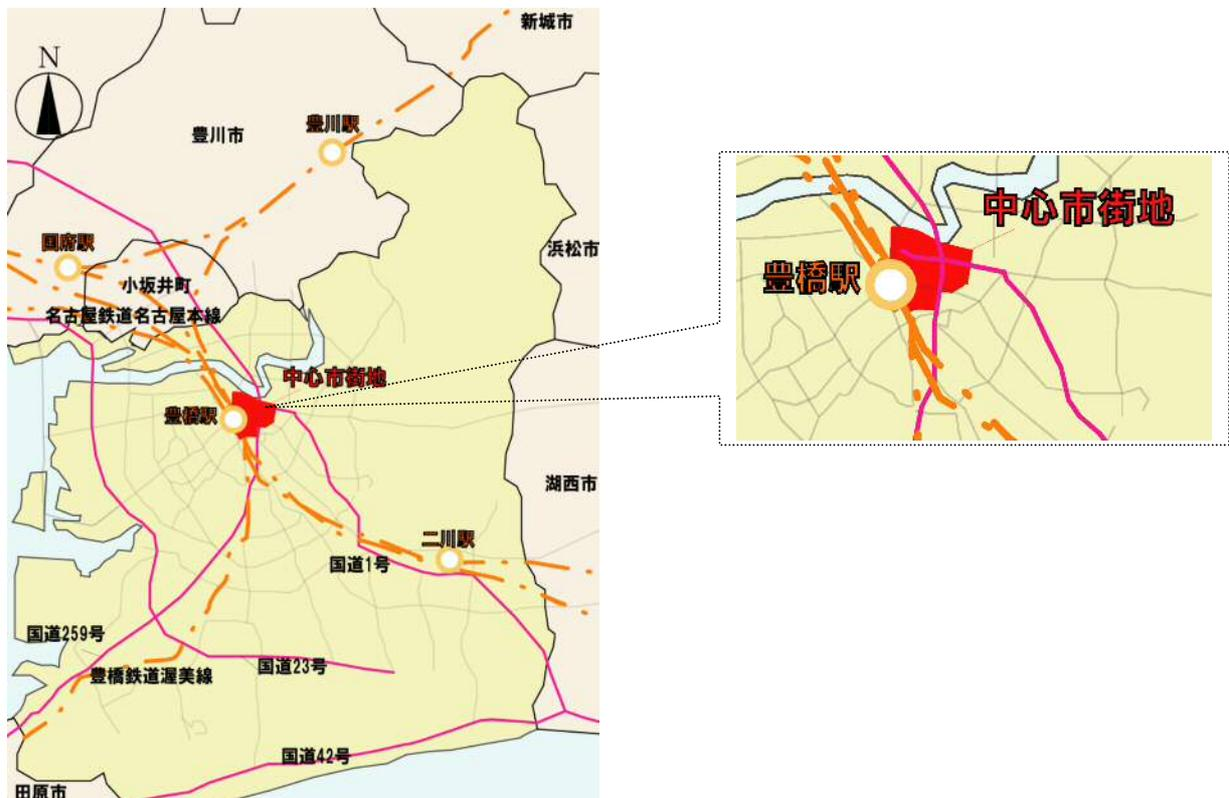 新城市
N
豊川市
豊川駅
国府駅
浜松市
小坂井町
名古屋鉄道名古屋本線
中心市街地
豊橋駅
湖西市
二川駅
国道1号
国道259号
国道23号
豊橋鉄道渥美線
国道42号
田原市
中心市街地
豊橋駅